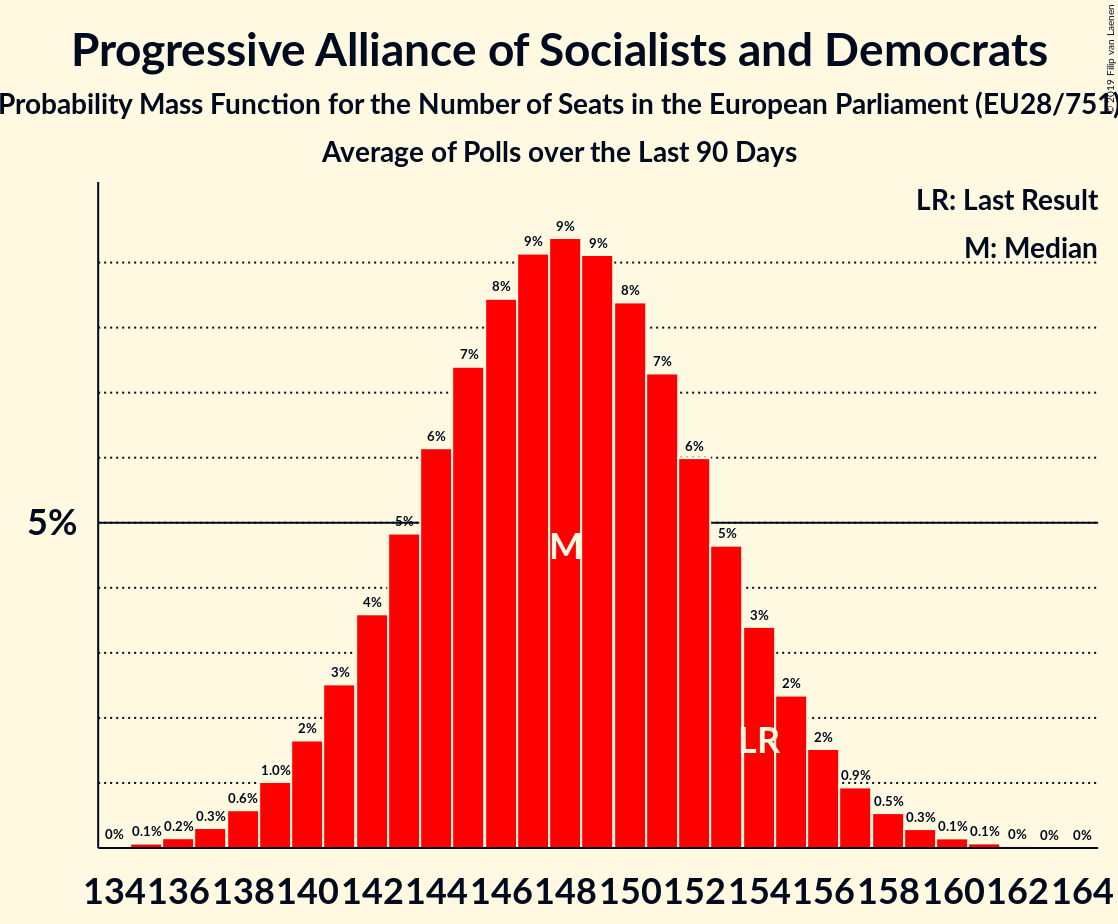 Progressive Alliance of Socialists and Democrats
Probability Mass Function for the Number of Seats in the European Parliament (EU28/751)
Average of Polls over the Last 90 Days
© 2019 Filip van Laenen
LR: Last Result
M: Median
5%
0% 0.1% 0.2% 0.3% 0.6% 1.0% 2% 3% 4% 5% 6% 7% 8% 9% 9% 9% 8% 7% 6% 5% 3% 2% 2% 0.9% 0.5% 0.3% 0.1% 0.1% 0% 0% 0%
M
LR
134 136 138 140 142 144 146 148 150 152 154 156 158 160 162 164